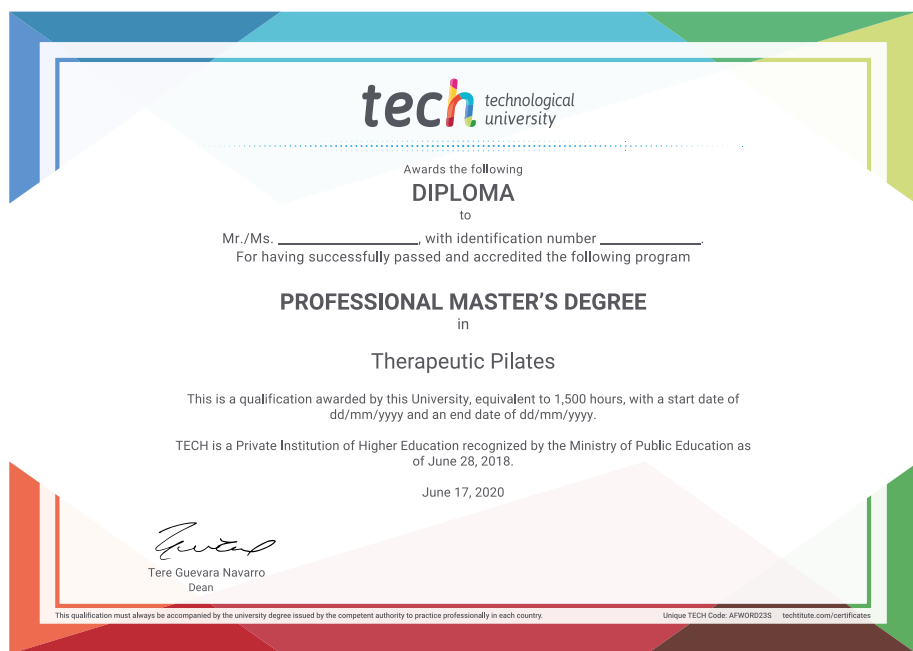 tech technological
university
Awards the following
DIPLOMA
to
Mr./Ms. ____________________, with identification number ______________.
For having successfully passed and accredited the following program
PROFESSIONAL MASTER'S DEGREE
in
Therapeutic Pilates
This is a qualification awarded by this University, equivalent to 1,500 hours, with a start date of
dd/mm/yyyy and an end date of dd/mm/yyyy.
TECH is a Private Institution of Higher Education recognized by the Ministry of Public Education as
of June 28, 2018.
June 17, 2020
Tere Guevara Navarro
Dean
This qualification must always be accompanied by the university degree issued by the competent authority to practice professionally in each country.
Unique TECH Code: AFWORD23S techtitute.com/certificates